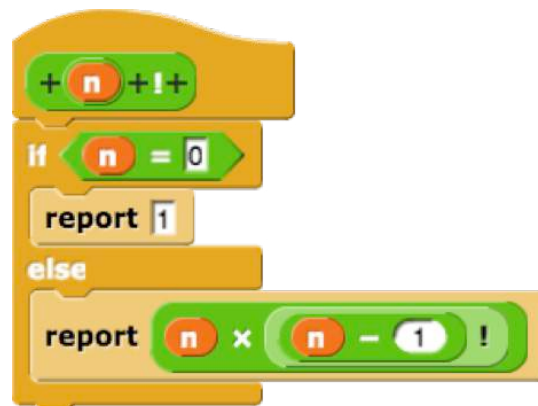 + n + ! +
if n = 0
report 1
else
report n × n - 1 !